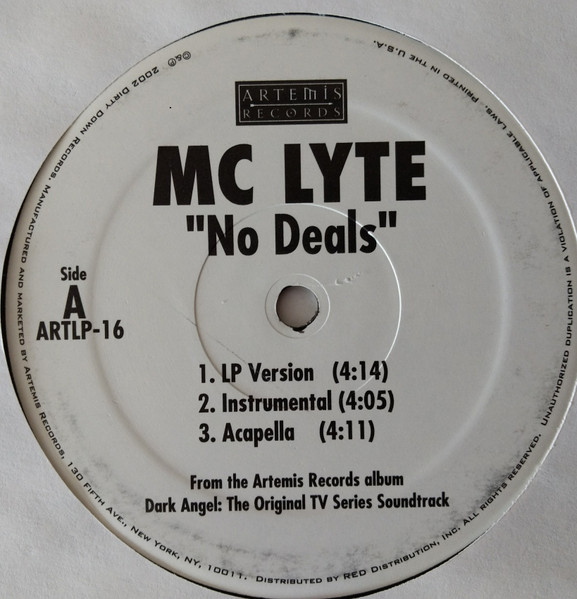 ARTEMIS
RECORDS
MC LYTE
"No Deals"
Side
A
ARTLP-16
1. LP Version (4:14)
2. Instrumental (4:05)
3. Acapella (4:11)
From the Artemis Records album
Dark Angel: The Original TV Series Soundtrack
©&℗ 2002 Dirty Down Records. Manufactured and marketed by Artemis Records, 130 Fifth Ave., New York, NY, 10011. Distributed by RED Distribution, Inc. All rights reserved. Unauthorized duplication is a violation of applicable laws. Printed in the U.S.A.